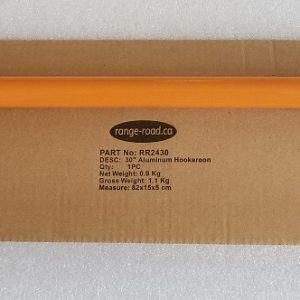 range-road.ca
PART No: RR2430
DESC: 30" Aluminum Hookeroon
Qty: 1PC
Net Weight: 0.9 Kg
Gross Weight: 1.1 Kg
Measure: 82x15x5 cm